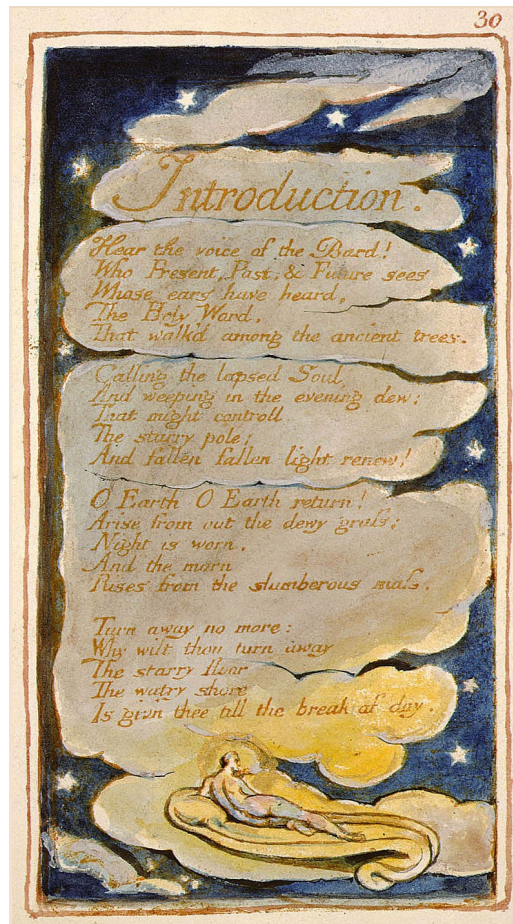 30
Introduction.
Hear the voice of the Bard!
Who Present, Past, & Future sees
Whose ears have heard,
The Holy Word,
That walk'd among the ancient trees.
Calling the lapsed Soul
And weeping in the evening dew:
That might controll
The starry pole;
And fallen fallen light renew!
O Earth O Earth return!
Arise from out the dewy grass;
Night is worn,
And the morn
Rises from the slumberous mass.
Turn away no more:
Why wilt thou turn away
The starry floor
The watry shore
Is giv'n thee till the break of day.